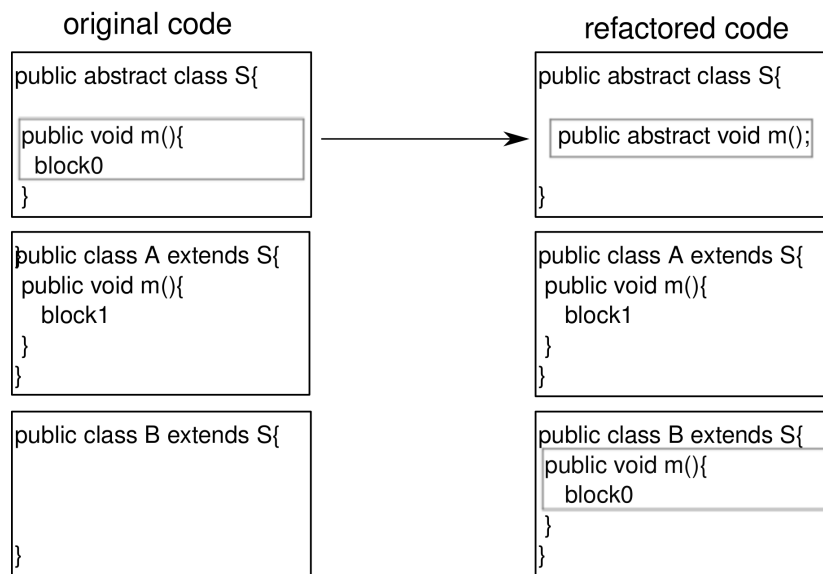 original code
public abstract class S{
public void m(){
block0
}
}
public class A extends S{
public void m(){
block1
}
}
public class B extends S{
}
refactored code
public abstract class S{
public abstract void m();
}
public class A extends S{
public void m(){
block1
}
}
public class B extends S{
public void m(){
block0
}
}